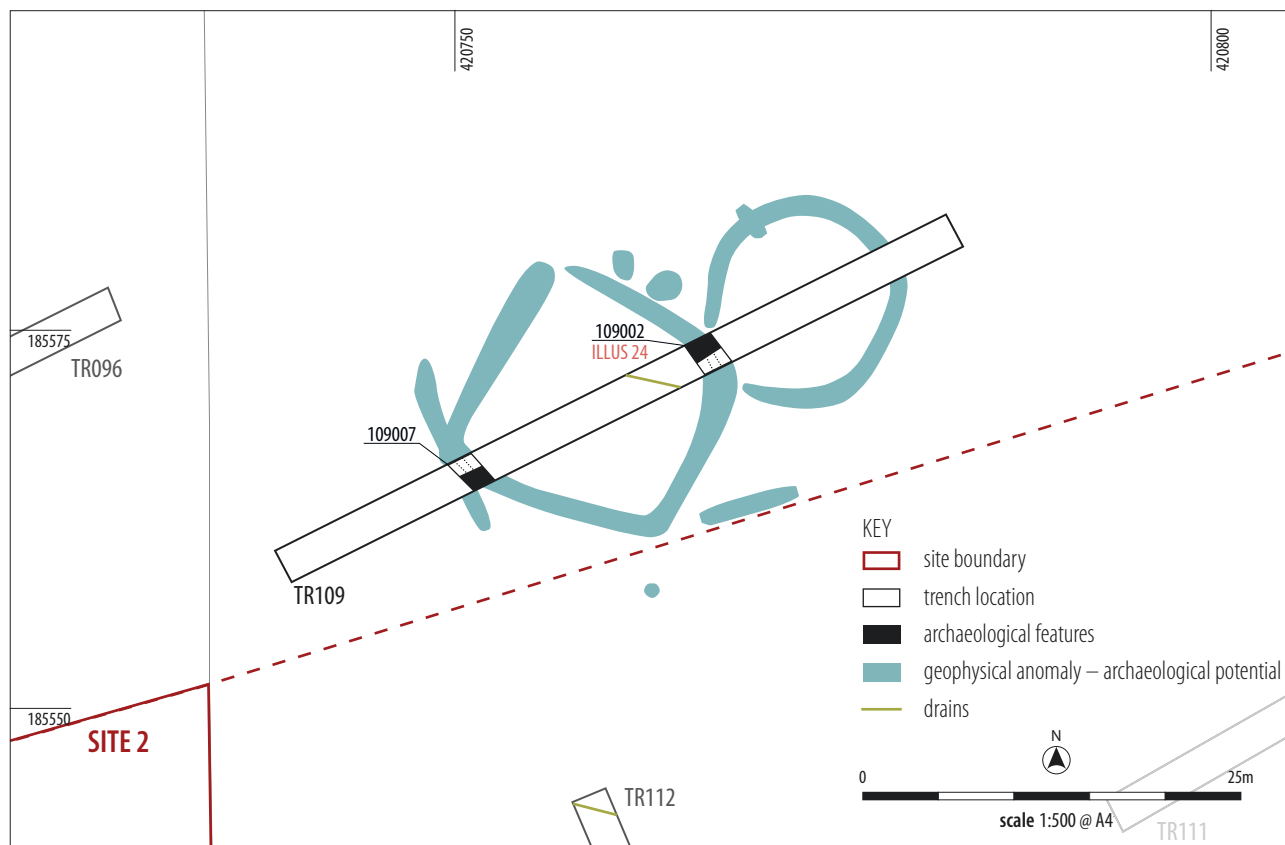 420750
420800
185575
TR096
109002
ILLUS 24
109007
TR109
185550
SITE 2
TR112
KEY
site boundary
trench location
archaeological features
geophysical anomaly – archaeological potential
drains
N
0
25m
scale 1:500 @ A4
TR111